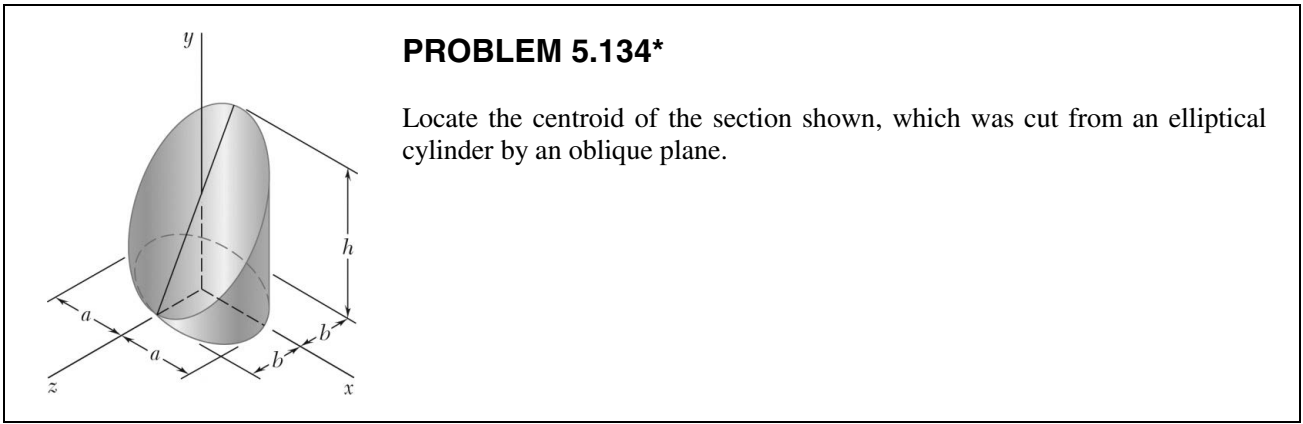 y
PROBLEM 5.134*
Locate the centroid of the section shown, which was cut from an elliptical
cylinder by an oblique plane.
h
a
a
b
b
z
x